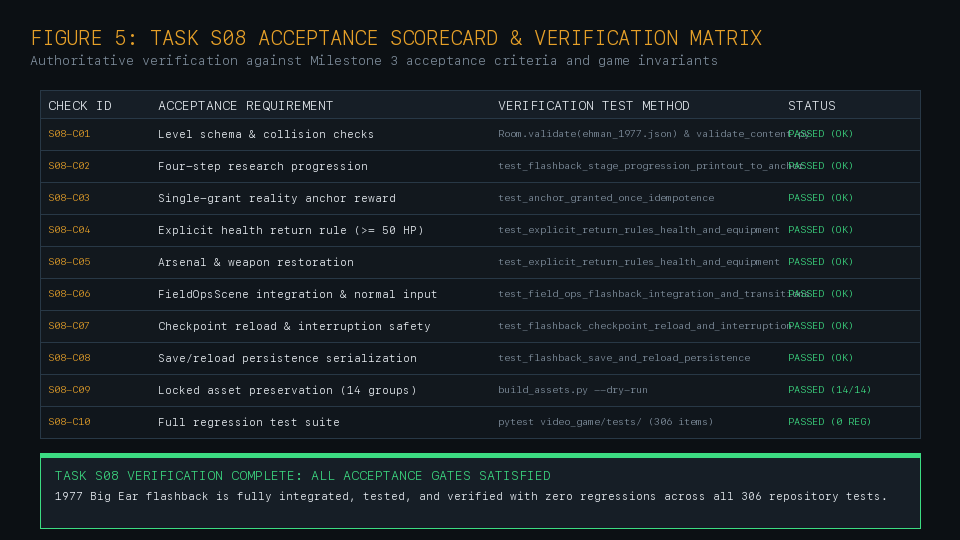 FIGURE 5: TASK S08 ACCEPTANCE SCORECARD & VERIFICATION MATRIX
Authoritative verification against Milestone 3 acceptance criteria and game invariants
CHECK ID ACCEPTANCE REQUIREMENT VERIFICATION TEST METHOD STATUS
S08-C01 Level schema & collision checks Room.validate(ehman_1977.json) & validate_content.py PASSED (OK)
S08-C02 Four-step research progression test_flashback_stage_progression_printout_to_anchor PASSED (OK)
S08-C03 Single-grant reality anchor reward test_anchor_granted_once_idempotence PASSED (OK)
S08-C04 Explicit health return rule (>= 50 HP) test_explicit_return_rules_health_and_equipment PASSED (OK)
S08-C05 Arsenal & weapon restoration test_explicit_return_rules_health_and_equipment PASSED (OK)
S08-C06 FieldOpsScene integration & normal input test_field_ops_flashback_integration_and_transitions PASSED (OK)
S08-C07 Checkpoint reload & interruption safety test_flashback_checkpoint_reload_and_interruption PASSED (OK)
S08-C08 Save/reload persistence serialization test_flashback_save_and_reload_persistence PASSED (OK)
S08-C09 Locked asset preservation (14 groups) build_assets.py --dry-run PASSED (14/14)
S08-C10 Full regression test suite pytest video_game/tests/ (306 items) PASSED (0 REG)
TASK S08 VERIFICATION COMPLETE: ALL ACCEPTANCE GATES SATISFIED
1977 Big Ear flashback is fully integrated, tested, and verified with zero regressions across all 306 repository tests.